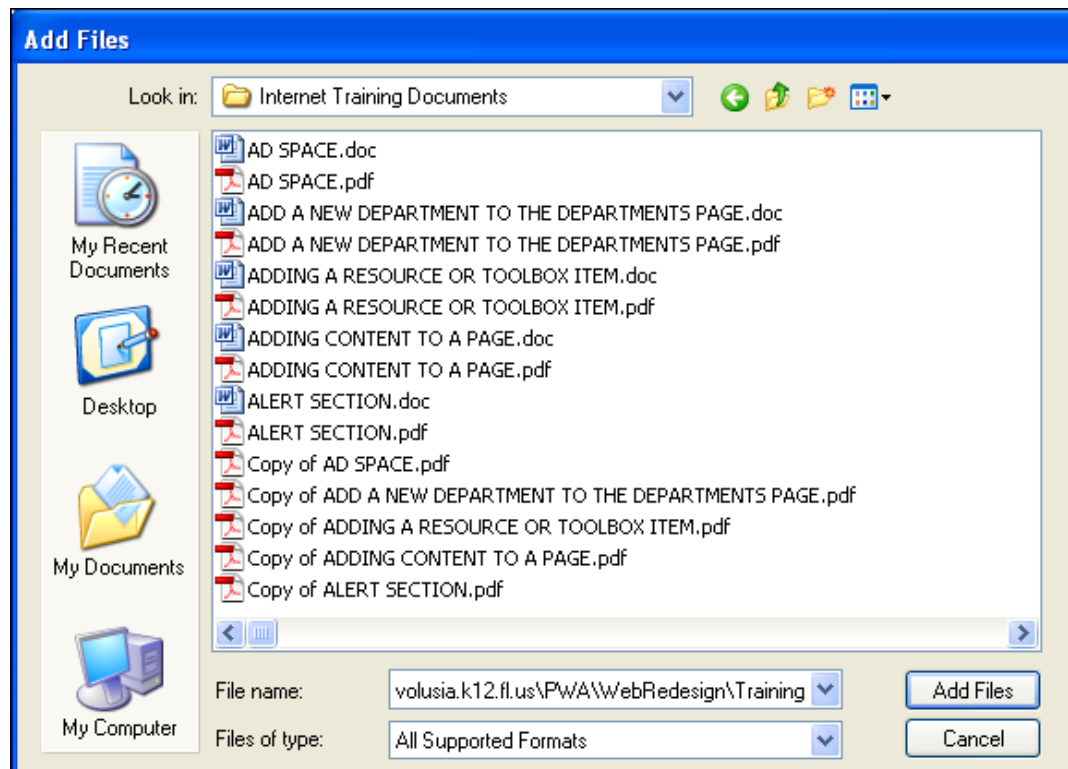 Add Files
Look in: Internet Training Documents
AD SPACE.doc
AD SPACE.pdf
ADD A NEW DEPARTMENT TO THE DEPARTMENTS PAGE.doc
ADD A NEW DEPARTMENT TO THE DEPARTMENTS PAGE.pdf
ADDING A RESOURCE OR TOOLBOX ITEM.doc
ADDING A RESOURCE OR TOOLBOX ITEM.pdf
ADDING CONTENT TO A PAGE.doc
ADDING CONTENT TO A PAGE.pdf
ALERT SECTION.doc
ALERT SECTION.pdf
Copy of AD SPACE.pdf
Copy of ADD A NEW DEPARTMENT TO THE DEPARTMENTS PAGE.pdf
Copy of ADDING A RESOURCE OR TOOLBOX ITEM.pdf
Copy of ADDING CONTENT TO A PAGE.pdf
Copy of ALERT SECTION.pdf
My Recent
Documents
Desktop
My Documents
My Computer
File name: volusia.k12.fl.us\PWA\WebRedesign\Training Add Files
Files of type: All Supported Formats Cancel